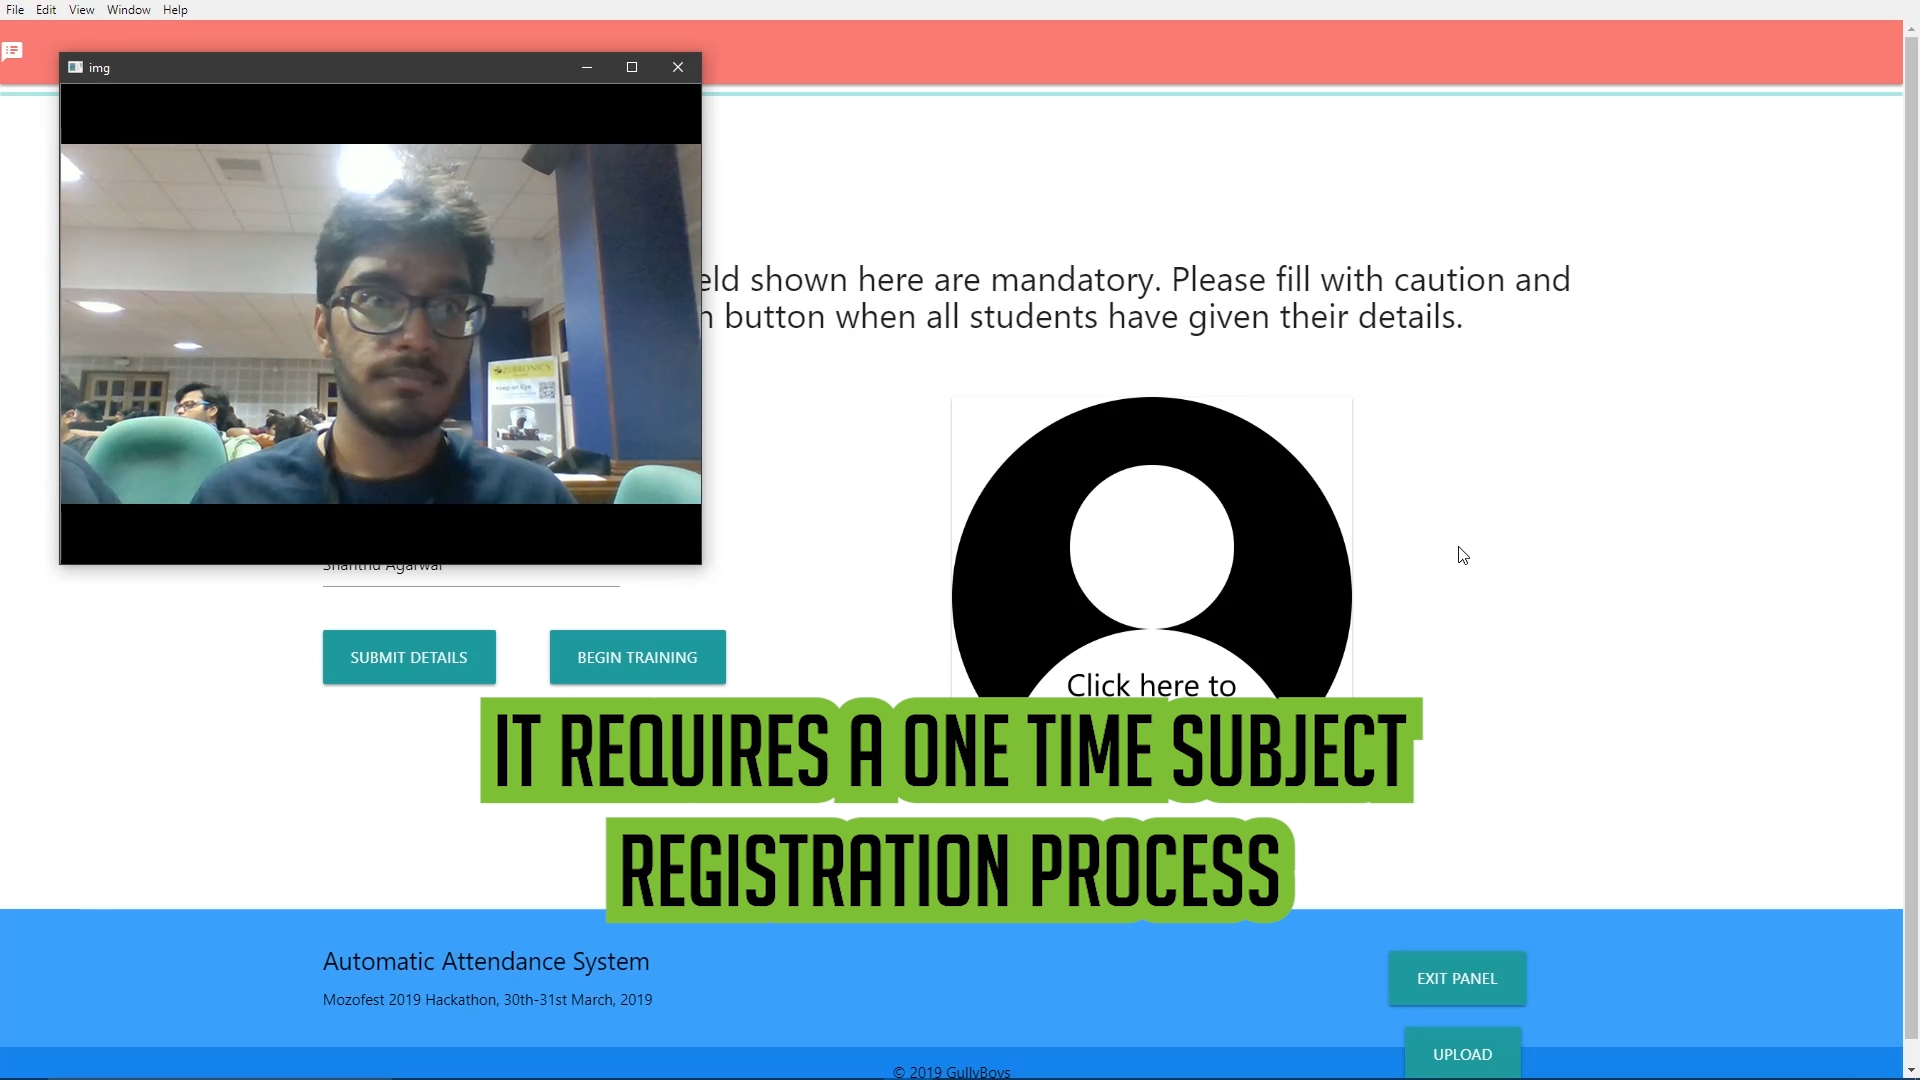 File Edit View Window Help
img
eld shown here are mandatory. Please fill with caution and
button when all students have given their details.
Shantnu Agarwal
SUBMIT DETAILS
BEGIN TRAINING
Click here to
IT REQUIRES A ONE TIME SUBJECT
REGISTRATION PROCESS
Automatic Attendance System
Mozofest 2019 Hackathon, 30th-31st March, 2019
EXIT PANEL
UPLOAD
© 2019 GullyBoys